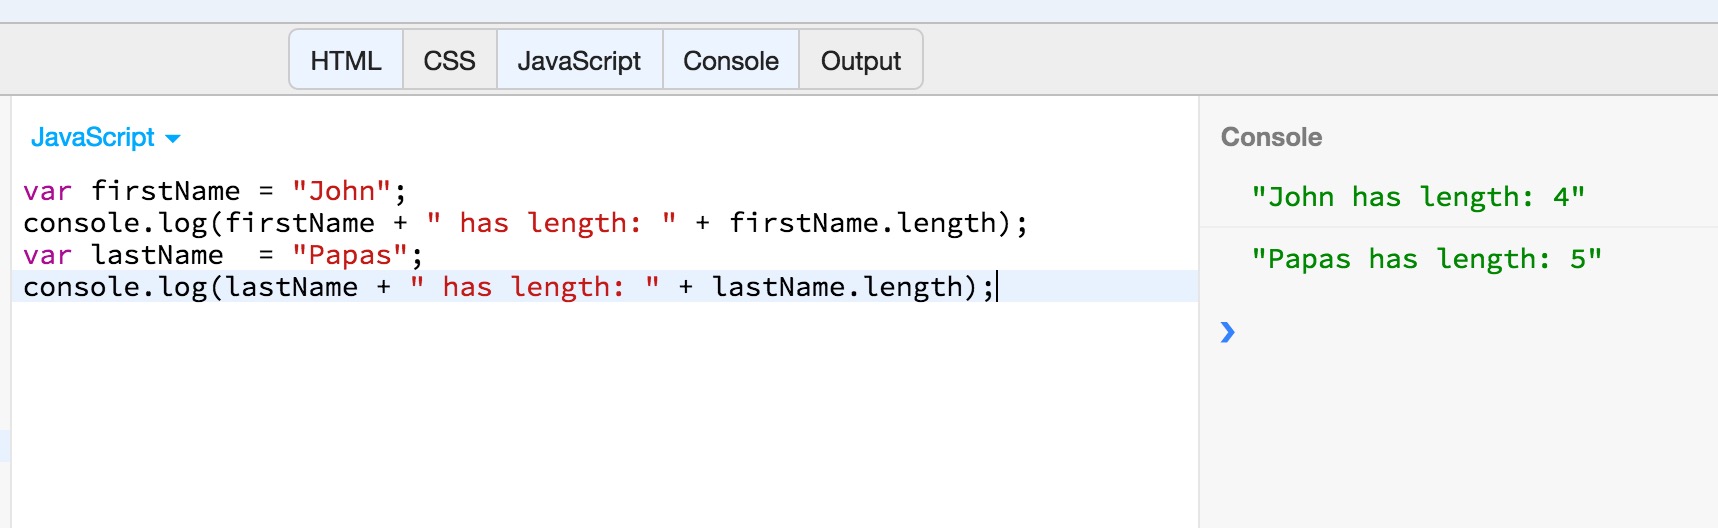 HTML CSS JavaScript Console Output
JavaScript
var firstName = "John";
console.log(firstName + " has length: " + firstName.length);
var lastName  = "Papas";
console.log(lastName + " has length: " + lastName.length);
Console
"John has length: 4"
"Papas has length: 5"